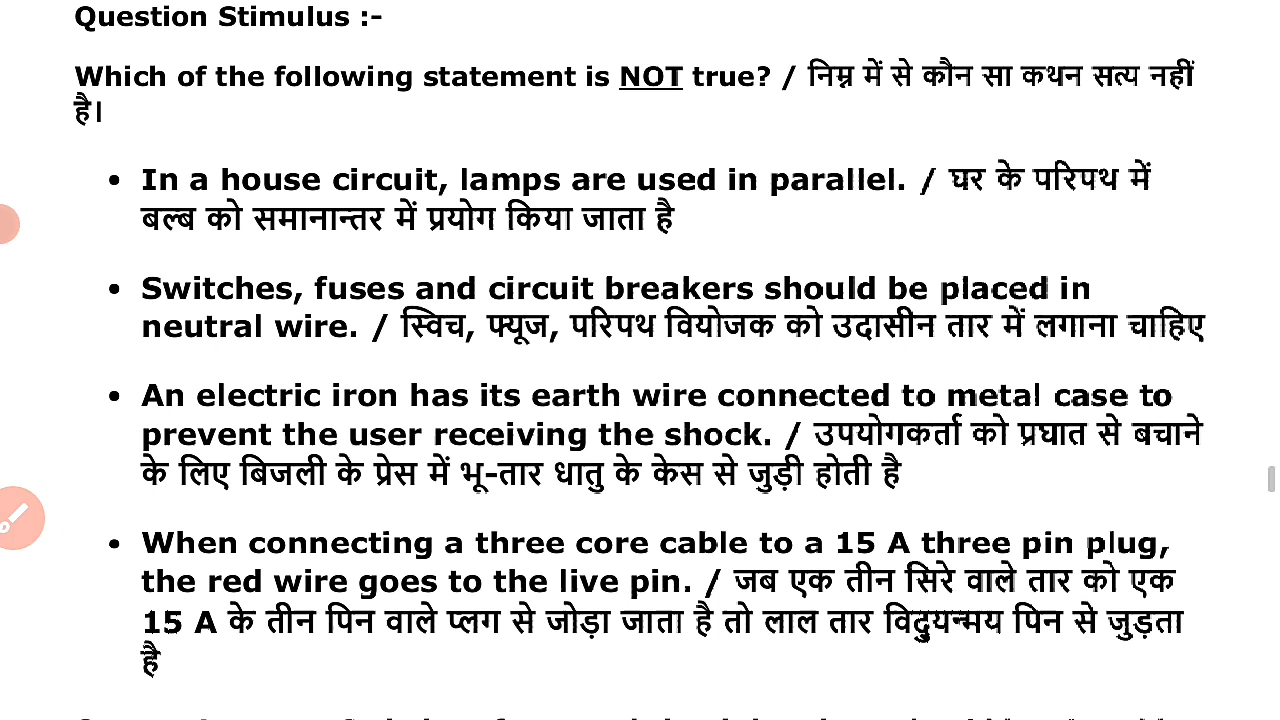 Question Stimulus :-
Which of the following statement is NOT true? / निम्न में से कौन सा कथन सत्य नहीं
है।
• In a house circuit, lamps are used in parallel. / घर के परिपथ में
बल्ब को समानान्तर में प्रयोग किया जाता है
• Switches, fuses and circuit breakers should be placed in
neutral wire. / स्विच, फ्यूज, परिपथ वियोजक को उदासीन तार में लगाना चाहिए
• An electric iron has its earth wire connected to metal case to
prevent the user receiving the shock. / उपयोगकर्ता को प्रघात से बचाने
के लिए बिजली के प्रेस में भू-तार धातु के केस से जुड़ी होती है
• When connecting a three core cable to a 15 A three pin plug,
the red wire goes to the live pin. / जब एक तीन सिरे वाले तार को एक
15 A के तीन पिन वाले प्लग से जोड़ा जाता है तो लाल तार विद्युयन्मय पिन से जुड़ता
है